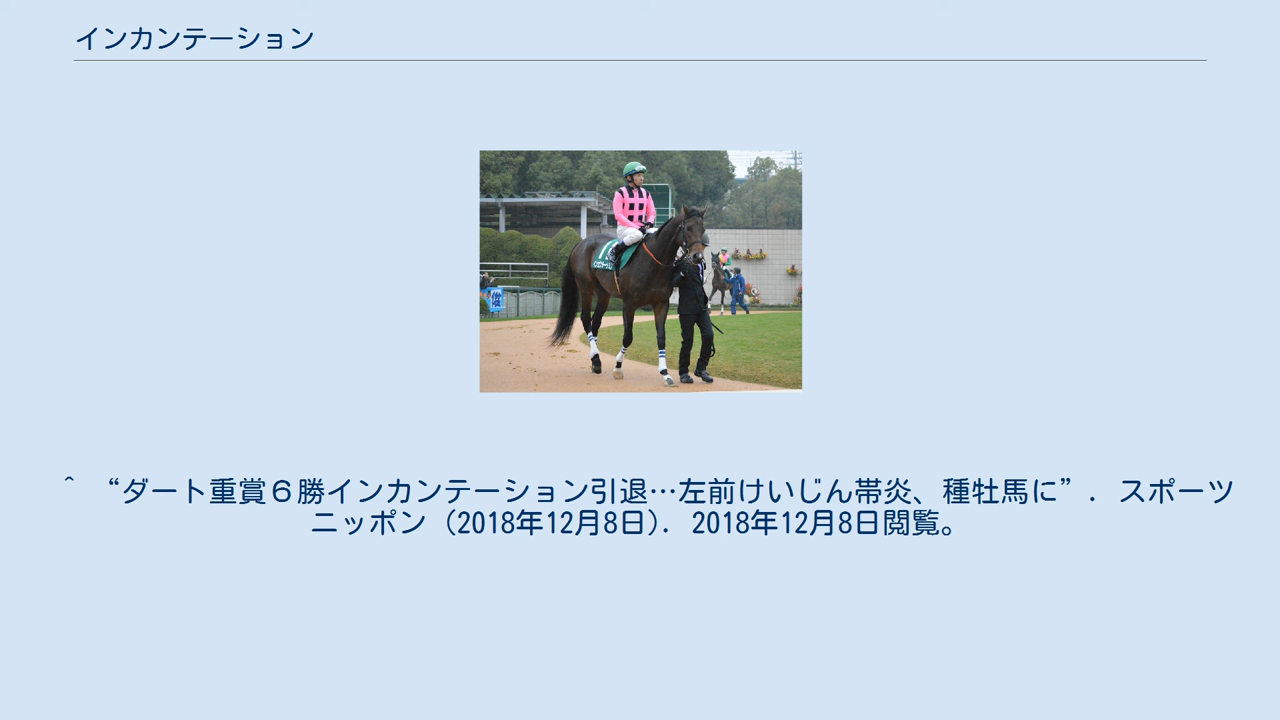 インカンテーション
^ “ダート重賞６勝インカンテーション引退…左前けいじん帯炎、種牡馬に”. スポーツ
ニッポン (2018年12月8日). 2018年12月8日閲覧。